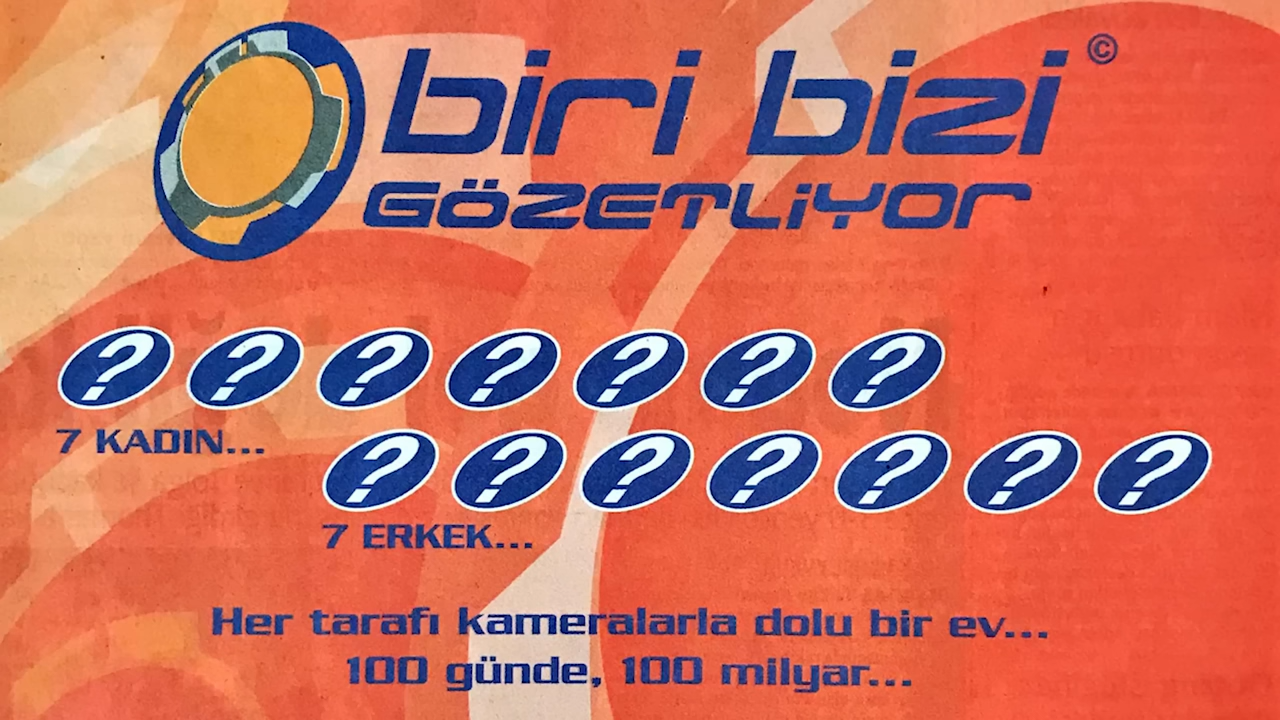 biri bizi ©
GÖZETLİYOR
? ? ? ? ? ? ?
7 KADIN...
? ? ? ? ? ? ?
7 ERKEK...
Her tarafı kameralarla dolu bir ev...
100 günde, 100 milyar...